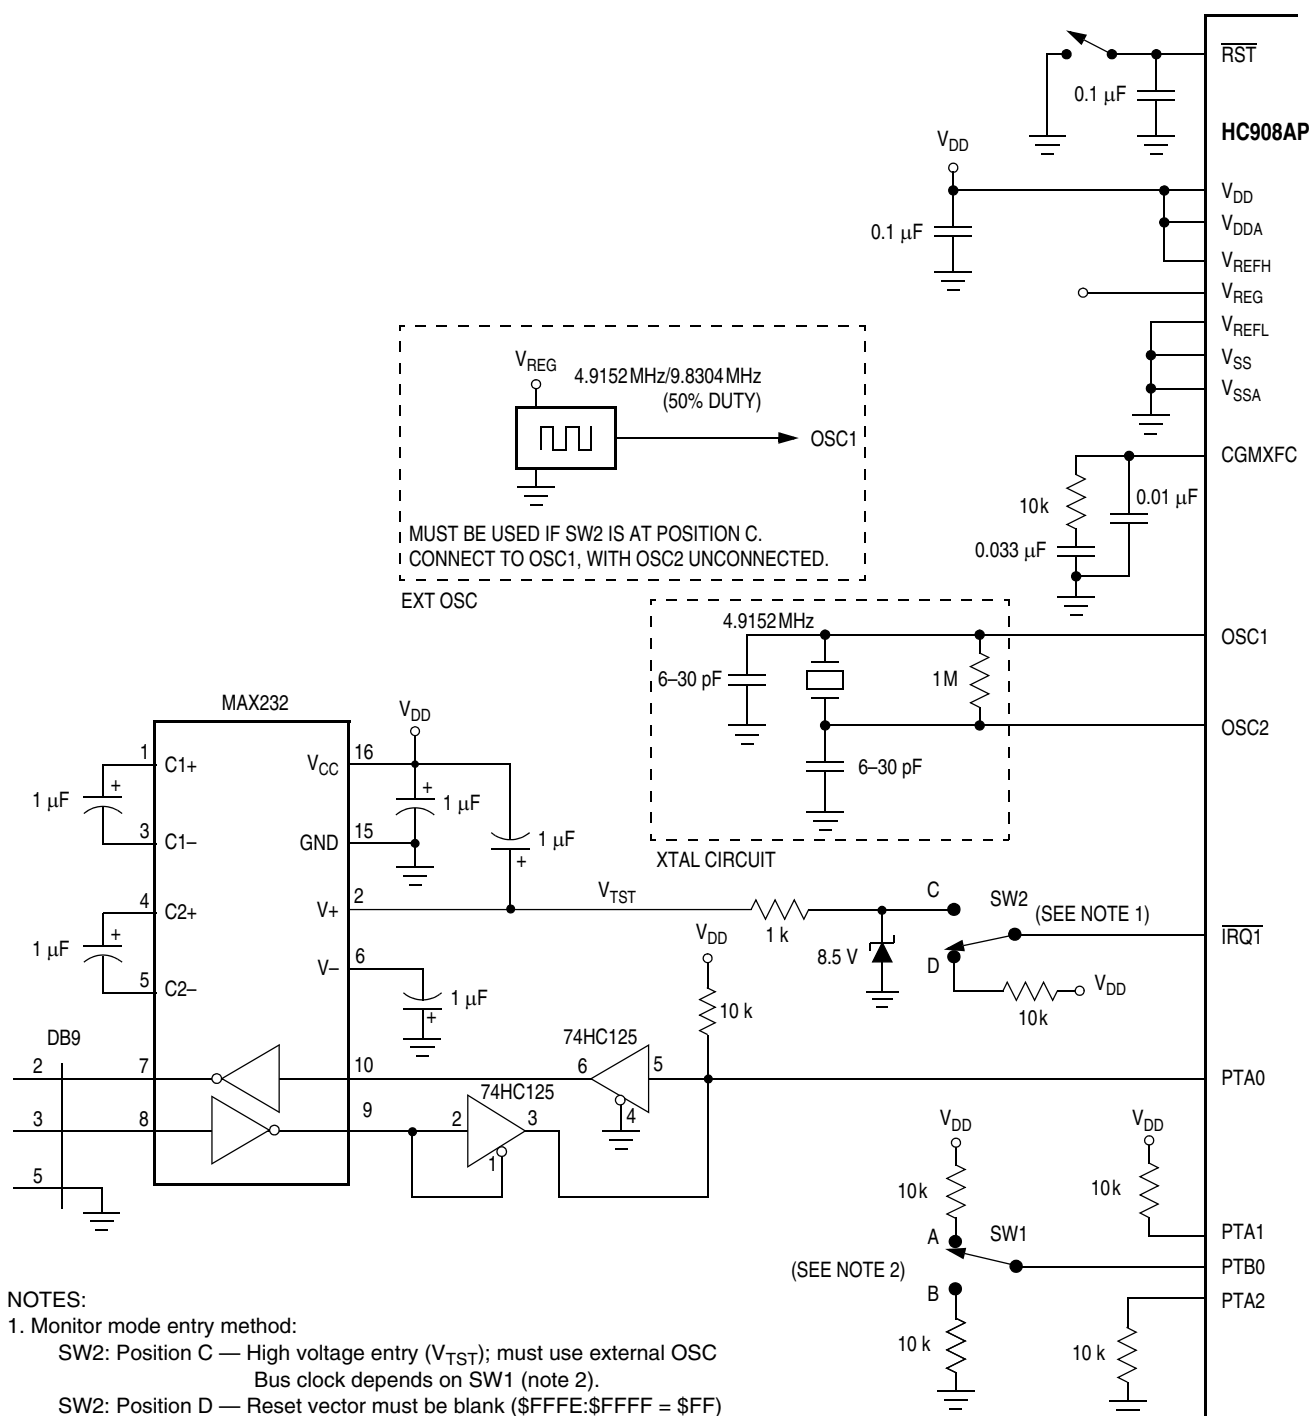 RST
0.1 μF
HC908AP
VDD
VDD
0.1 μF
VDDA
VREFH
VREG
VREFL
VSS
VSSA
VREG
4.9152MHz/9.8304MHz
(50% DUTY)
OSC1
MUST BE USED IF SW2 IS AT POSITION C.
CONNECT TO OSC1, WITH OSC2 UNCONNECTED.
EXT OSC
CGMXFC
10k
0.01 μF
0.033 μF
4.9152MHz
OSC1
6–30 pF
1M
OSC2
6–30 pF
XTAL CIRCUIT
MAX232
VDD
1
C1+
VCC
16
1 μF
+
+
1 μF
3
C1–
GND
15
1 μF
+
4
C2+
V+
2
VTST
1 k
C
SW2
(SEE NOTE 1)
IRQ1
1 μF
+
8.5 V
D
VDD
10k
5
C2–
V–
6
1 μF
+
VDD
10 k
DB9
74HC125
2
7
10
6
5
4
PTA0
74HC125
3
8
9
2
3
1
5
VDD
VDD
10k
10k
A
SW1
PTA1
(SEE NOTE 2)
PTB0
B
PTA2
10 k
10 k
NOTES:
1. Monitor mode entry method:
SW2: Position C — High voltage entry (VTST); must use external OSC
Bus clock depends on SW1 (note 2).
SW2: Position D — Reset vector must be blank ($FFFE:$FFFF = $FF)